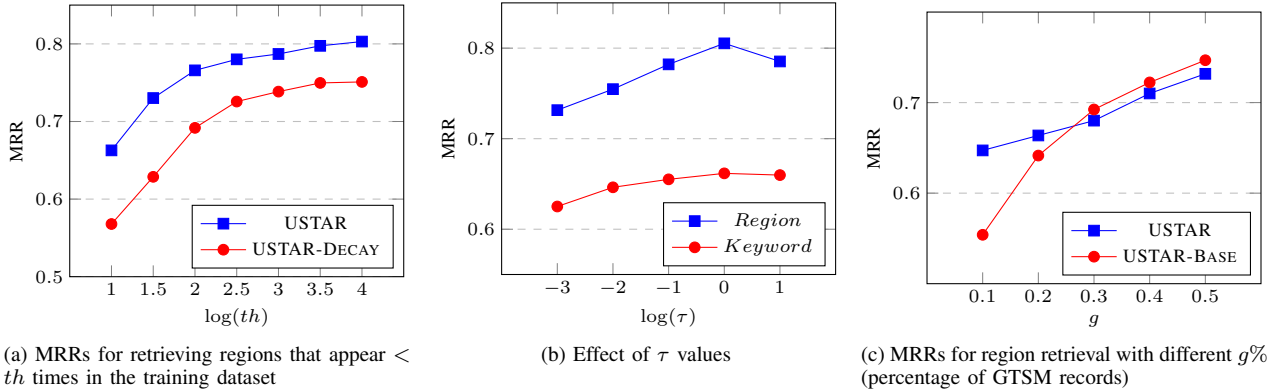 0.8
0.7
0.6
0.5
MRR
1 1.5 2 2.5 3 3.5 4
log(th)
USTAR
USTAR-DECAY
(a) MRRs for retrieving regions that appear <
th times in the training dataset
0.8
0.7
0.6
MRR
−3 −2 −1 0 1
log(τ)
Region
Keyword
(b) Effect of τ values
0.7
0.6
MRR
0.1 0.2 0.3 0.4 0.5
g
USTAR
USTAR-BASE
(c) MRRs for region retrieval with different g%
(percentage of GTSM records)